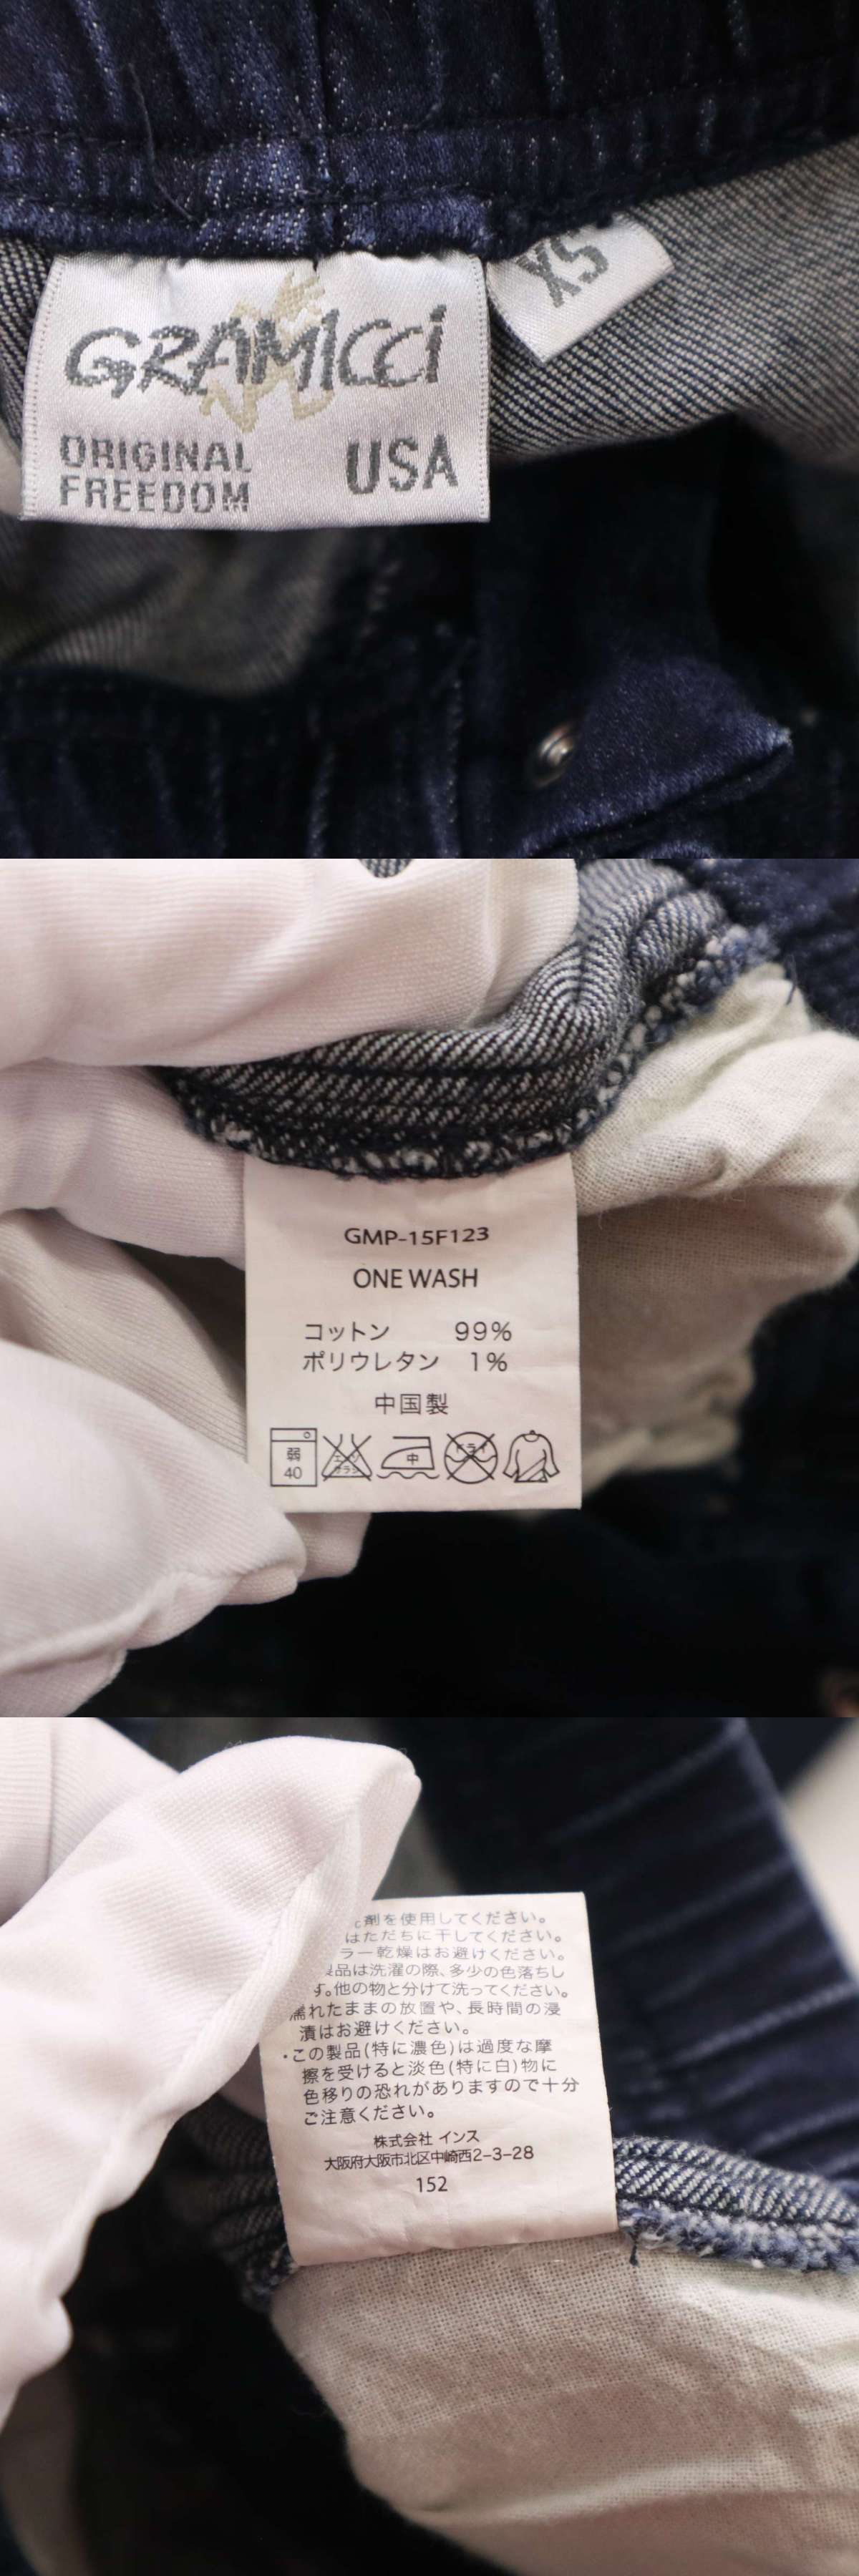 GRAMICCI
ORIGINAL
FREEDOM
USA
XS
GMP-15F123
ONE WASH
コットン 99%
ポリウレタン 1%
中国製
弱
40
エンソ
サラシ
中
ドライ
剤を使用してください。
はただちに干してください。
ラー乾燥はお避けください。
品は洗濯の際、多少の色落ちし
す。他の物と分けて洗ってください。
濡れたままの放置や、長時間の浸
漬はお避けください。
・この製品(特に濃色)は過度な摩
擦を受けると淡色(特に白)物に
色移りの恐れがありますので十分
ご注意ください。
株式会社 インス
大阪府大阪市北区中崎西2-3-28
152